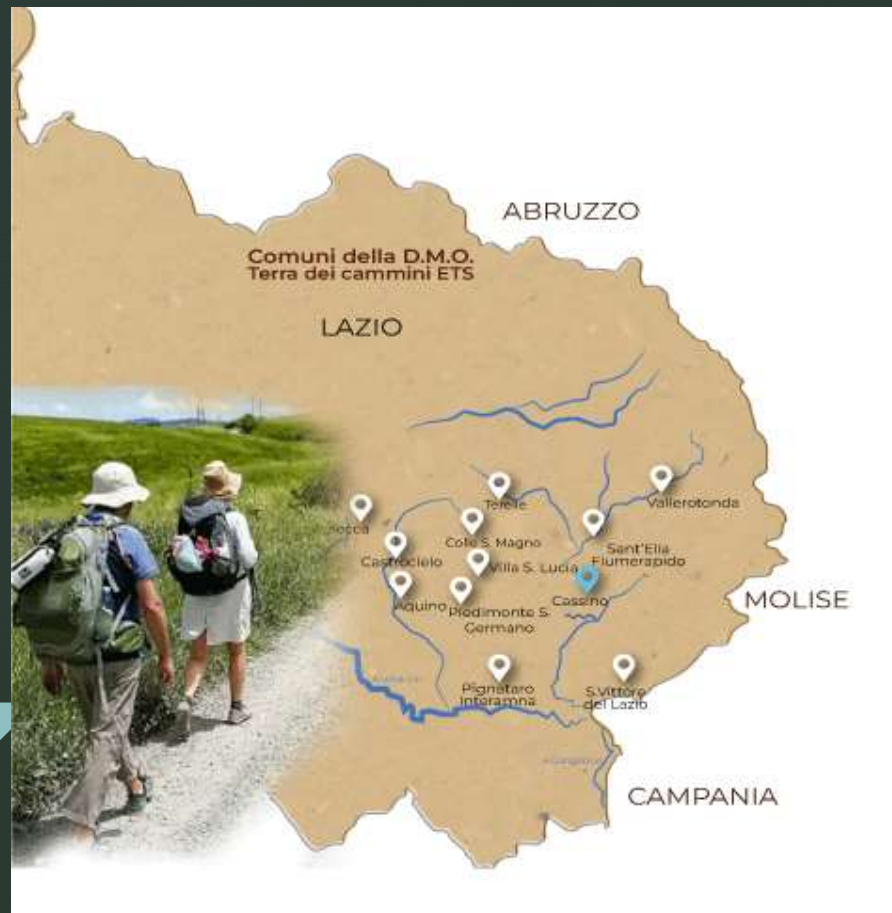 ABRUZZO
Comuni della D.M.O.
Terra dei cammini ETS
LAZIO
Terelle
Vallerotonda
Colle S. Magno
Sant'Elia
Fiumerapido
Castrocielo
Villa S. Lucia
Aquino
Cassino
Piedimonte S.
Germano
MOLISE
Pignataro
Interamna
S.Vittore
del Lazio
CAMPANIA